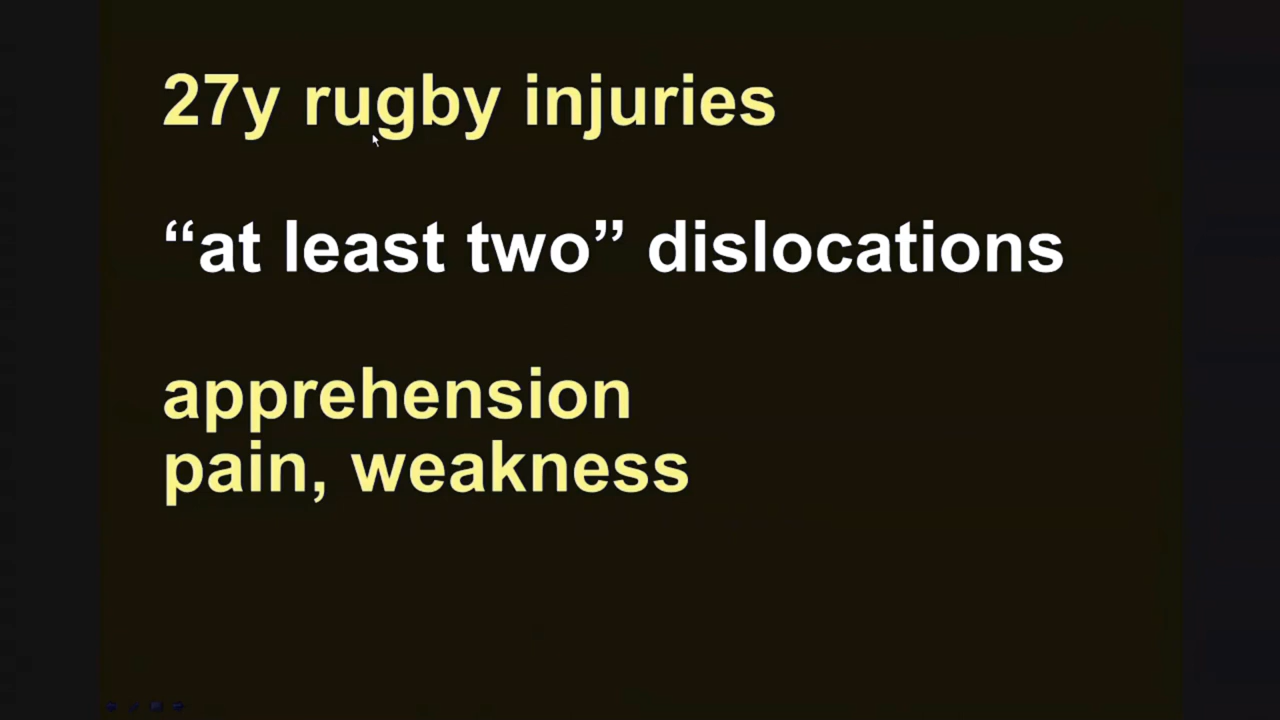 27y rugby injuries
“at least two” dislocations
apprehension
pain, weakness